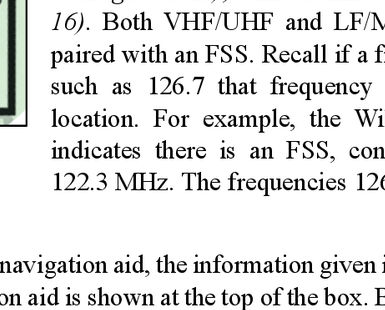 16). Both VHF/UHF and LF/M
paired with an FSS. Recall if a f
such as 126.7 that frequency
location. For example, the Wi
indicates there is an FSS, con
122.3 MHz. The frequencies 126
navigation aid, the information given i
on aid is shown at the top of the box. E